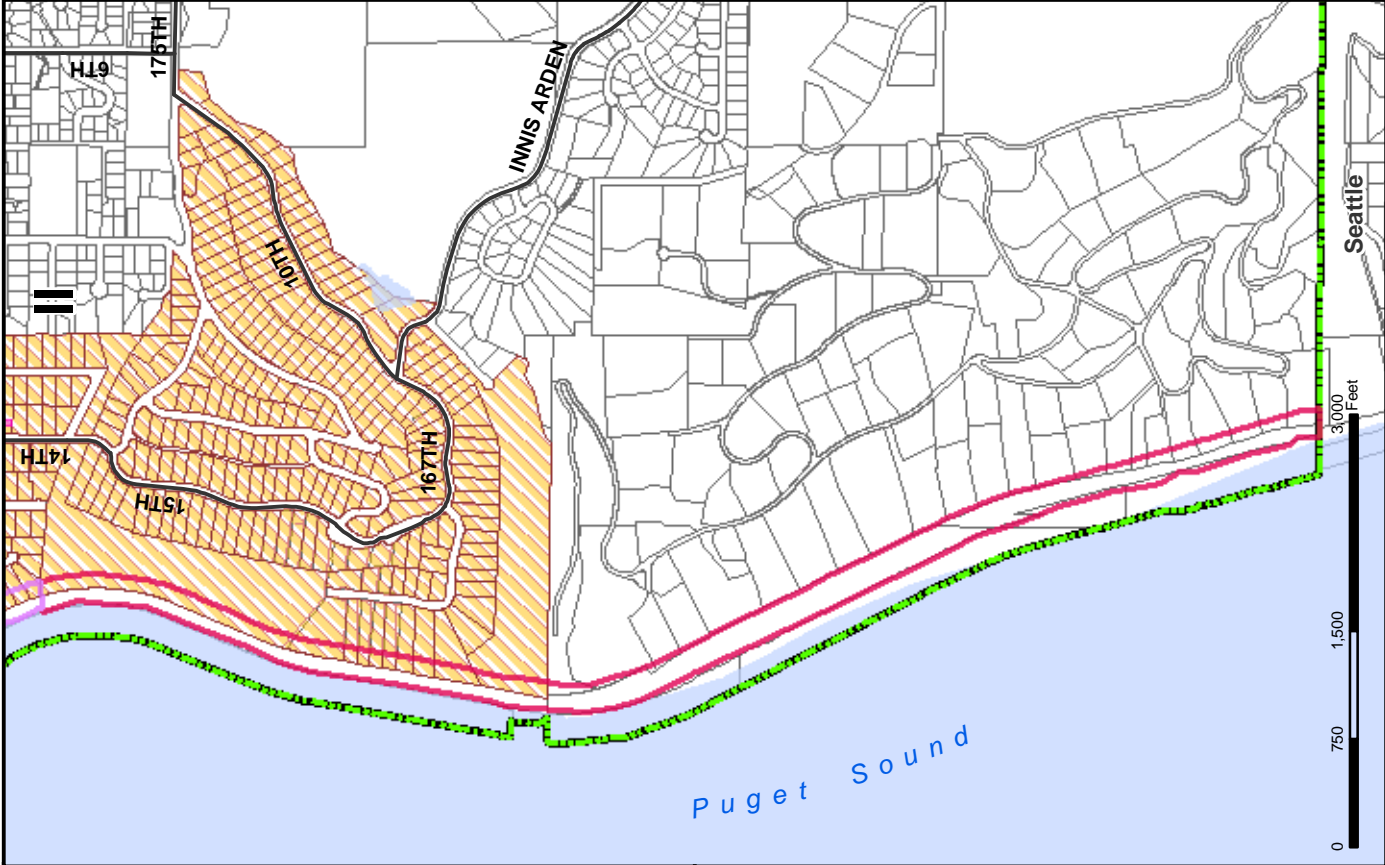 6TH
175TH
INNIS ARDEN
10TH
14TH
15TH
167TH
Seattle
Puget Sound
0
750
1,500
3,000
Feet